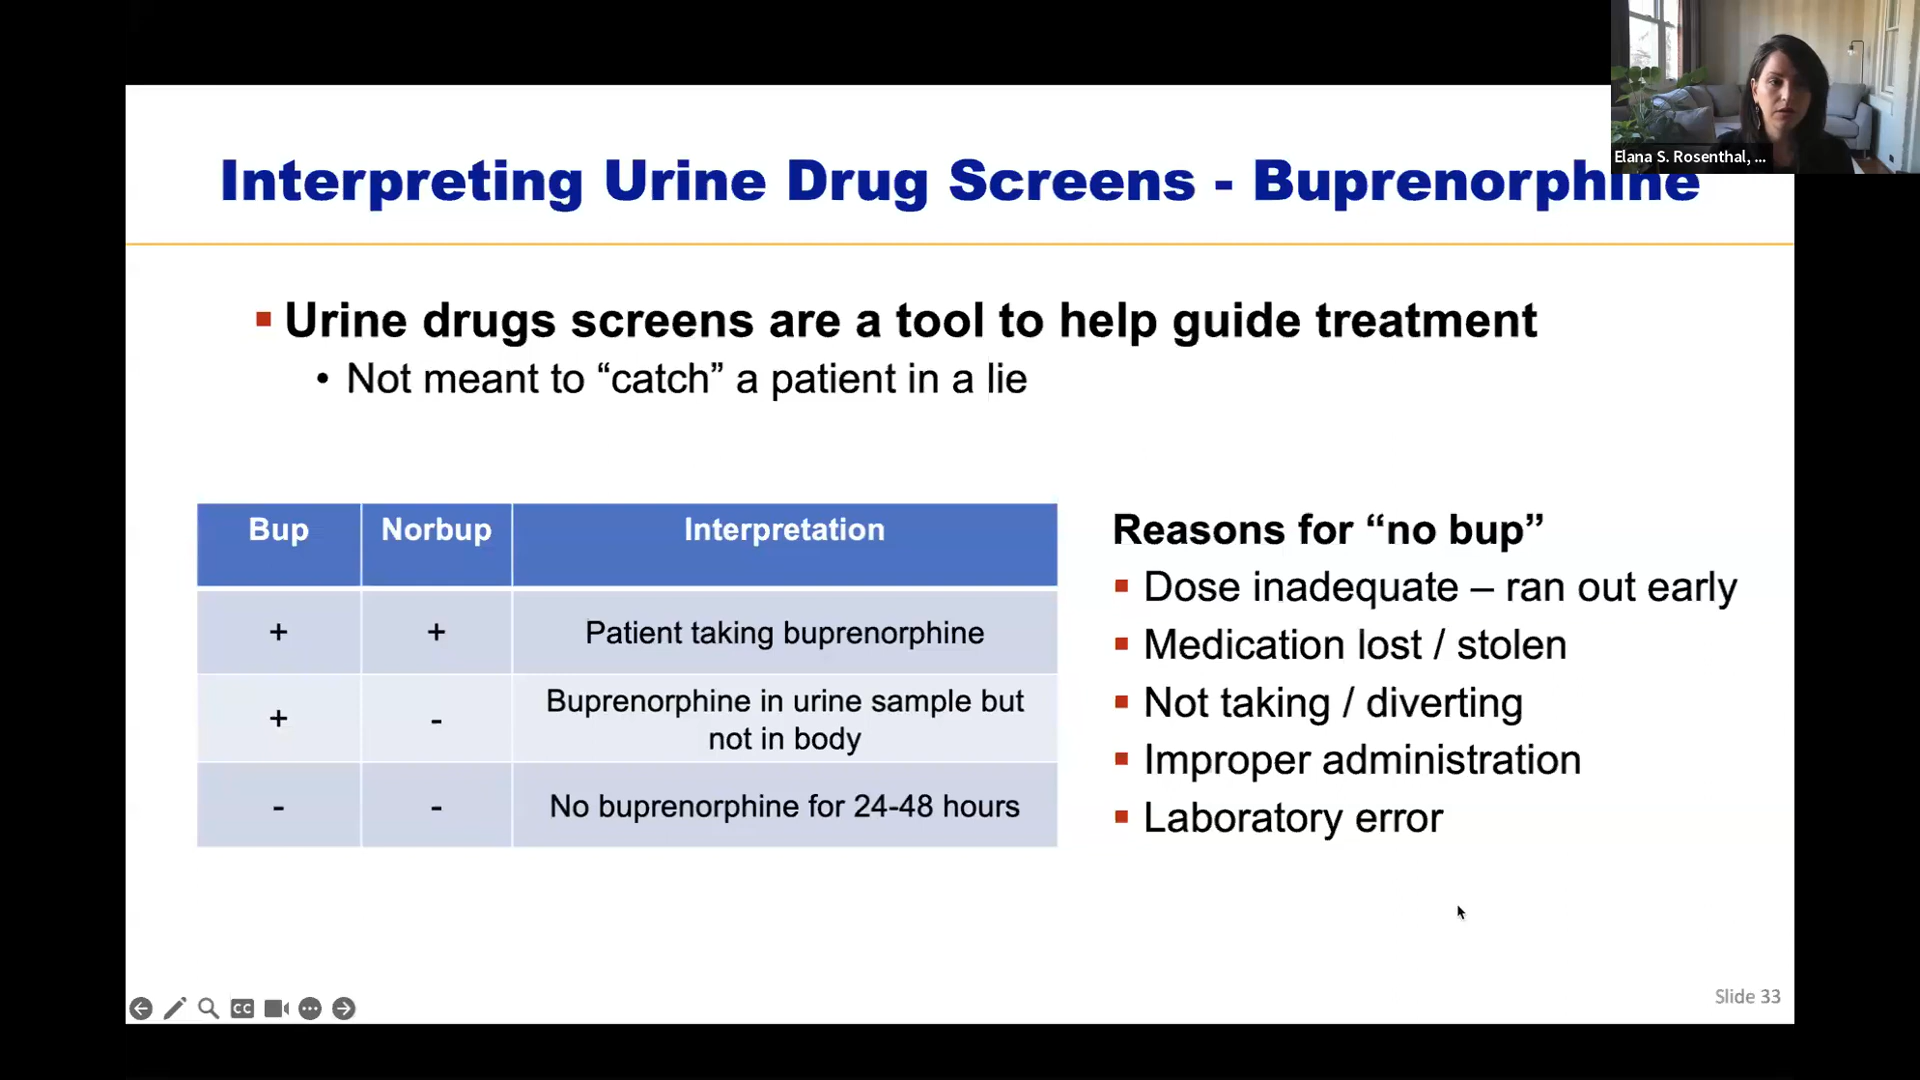 Elana S. Rosenthal, ...
Interpreting Urine Drug Screens - Buprenorphine
Urine drugs screens are a tool to help guide treatment
Not meant to “catch” a patient in a lie
Bup Norbup Interpretation
+ + Patient taking buprenorphine
+ - Buprenorphine in urine sample but
not in body
- - No buprenorphine for 24-48 hours
Reasons for “no bup”
Dose inadequate – ran out early
Medication lost / stolen
Not taking / diverting
Improper administration
Laboratory error
CC
Slide 33